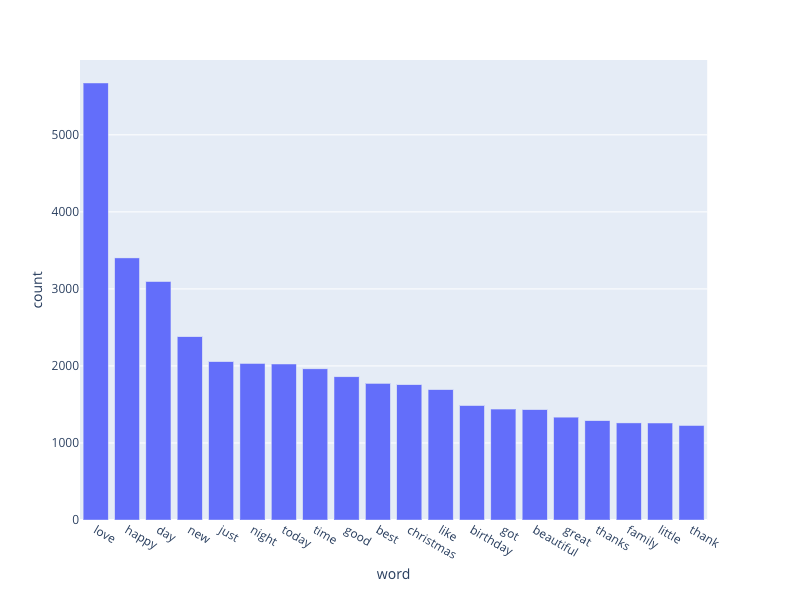 5000
4000
3000
2000
1000
0
count
love
happy
day
new
just
night
today
time
good
best
christmas
like
birthday
got
beautiful
great
thanks
family
little
thank
word